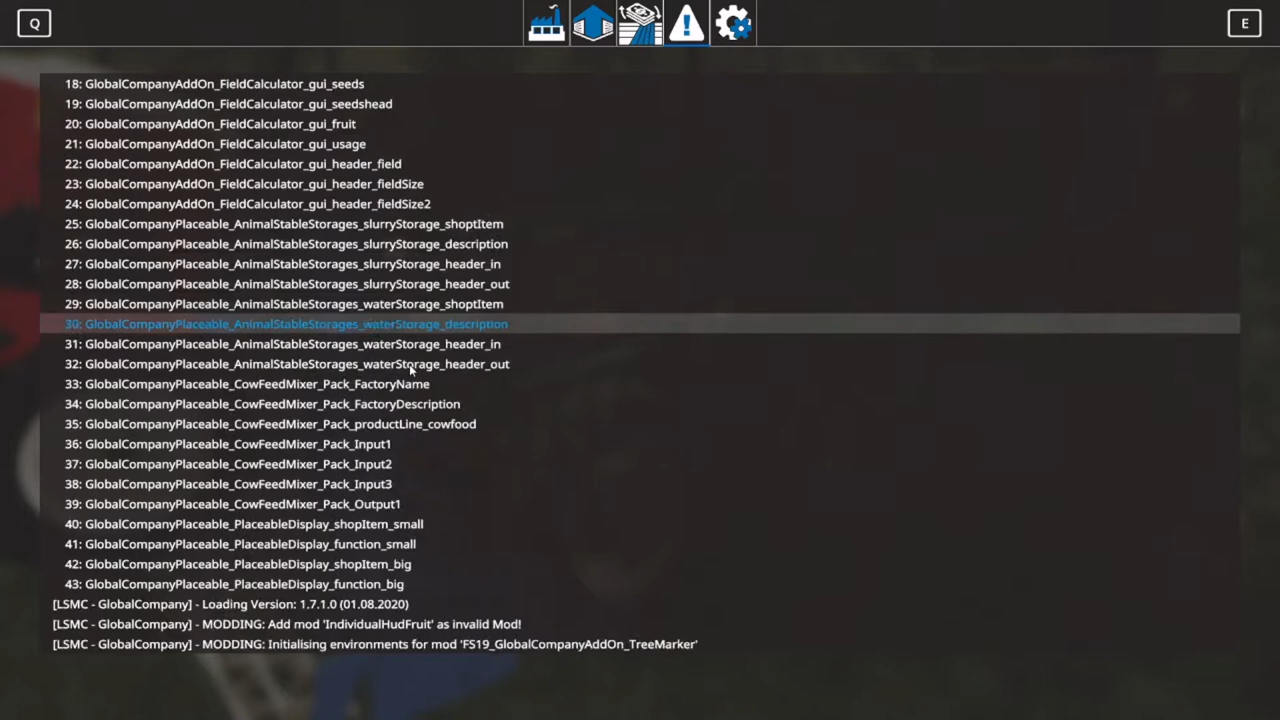 Q
E
18: GlobalCompanyAddOn_FieldCalculator_gui_seeds
19: GlobalCompanyAddOn_FieldCalculator_gui_seedshead
20: GlobalCompanyAddOn_FieldCalculator_gui_fruit
21: GlobalCompanyAddOn_FieldCalculator_gui_usage
22: GlobalCompanyAddOn_FieldCalculator_gui_header_field
23: GlobalCompanyAddOn_FieldCalculator_gui_header_fieldSize
24: GlobalCompanyAddOn_FieldCalculator_gui_header_fieldSize2
25: GlobalCompanyPlaceable_AnimalStableStorages_slurryStorage_shoptItem
26: GlobalCompanyPlaceable_AnimalStableStorages_slurryStorage_description
27: GlobalCompanyPlaceable_AnimalStableStorages_slurryStorage_header_in
28: GlobalCompanyPlaceable_AnimalStableStorages_slurryStorage_header_out
29: GlobalCompanyPlaceable_AnimalStableStorages_waterStorage_shoptItem
30: GlobalCompanyPlaceable_AnimalStableStorages_waterStorage_description
31: GlobalCompanyPlaceable_AnimalStableStorages_waterStorage_header_in
32: GlobalCompanyPlaceable_AnimalStableStorages_waterStorage_header_out
33: GlobalCompanyPlaceable_CowFeedMixer_Pack_FactoryName
34: GlobalCompanyPlaceable_CowFeedMixer_Pack_FactoryDescription
35: GlobalCompanyPlaceable_CowFeedMixer_Pack_productLine_cowfood
36: GlobalCompanyPlaceable_CowFeedMixer_Pack_Input1
37: GlobalCompanyPlaceable_CowFeedMixer_Pack_Input2
38: GlobalCompanyPlaceable_CowFeedMixer_Pack_Input3
39: GlobalCompanyPlaceable_CowFeedMixer_Pack_Output1
40: GlobalCompanyPlaceable_PlaceableDisplay_shopItem_small
41: GlobalCompanyPlaceable_PlaceableDisplay_function_small
42: GlobalCompanyPlaceable_PlaceableDisplay_shopItem_big
43: GlobalCompanyPlaceable_PlaceableDisplay_function_big
[LSMC - GlobalCompany] - Loading Version: 1.7.1.0 (01.08.2020)
[LSMC - GlobalCompany] - MODDING: Add mod 'IndividualHudFruit' as invalid Mod!
[LSMC - GlobalCompany] - MODDING: Initialising environments for mod 'FS19_GlobalCompanyAddOn_TreeMarker'